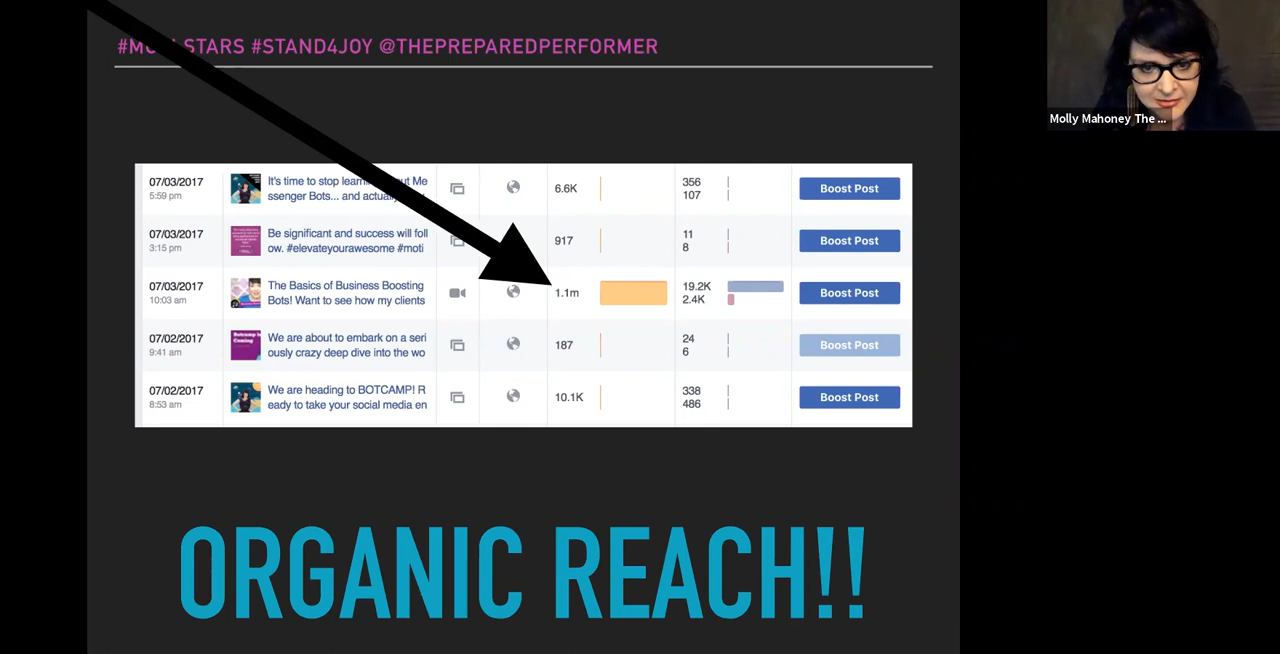 #MO STARS #STAND4JOY @THEPREPAREDPERFORMER
Molly Mahoney The ...
07/03/2017
5:59 pm
It's time to stop learn ut Me
ssenger Bots... and actua
6.6K
356
107
Boost Post
07/03/2017
3:15 pm
Be significant and success will foll
ow. #elevateyourawesome #moti
917
11
8
Boost Post
07/03/2017
10:03 am
The Basics of Business Boosting
Bots! Want to see how my clients
1.1m
19.2K
2.4K
Boost Post
07/02/2017
9:41 am
Botcamp is
Coming
We are about to embark on a seri
ously crazy deep dive into the wo
187
24
6
Boost Post
07/02/2017
8:53 am
We are heading to BOTCAMP! R
eady to take your social media en
10.1K
338
486
Boost Post
ORGANIC REACH!!